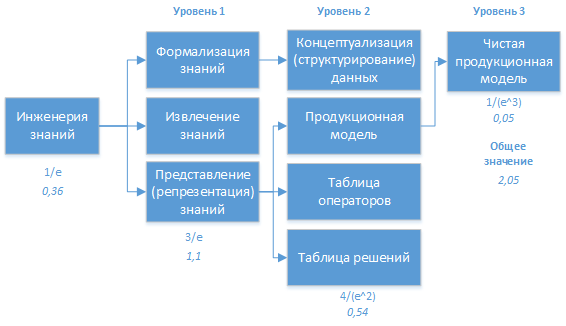 Уровень 1
Уровень 2
Уровень 3
Формализация
знаний
Концептуализация
(структурирование)
данных
Чистая
продукционная
модель
Инженерия
знаний
Извлечение
знаний
Продукционная
модель
1/(e^3)
0,05
Общее
значение
2,05
1/e
0,36
Представление
(репрезентация)
знаний
Таблица
операторов
3/e
1,1
Таблица решений
4/(e^2)
0,54